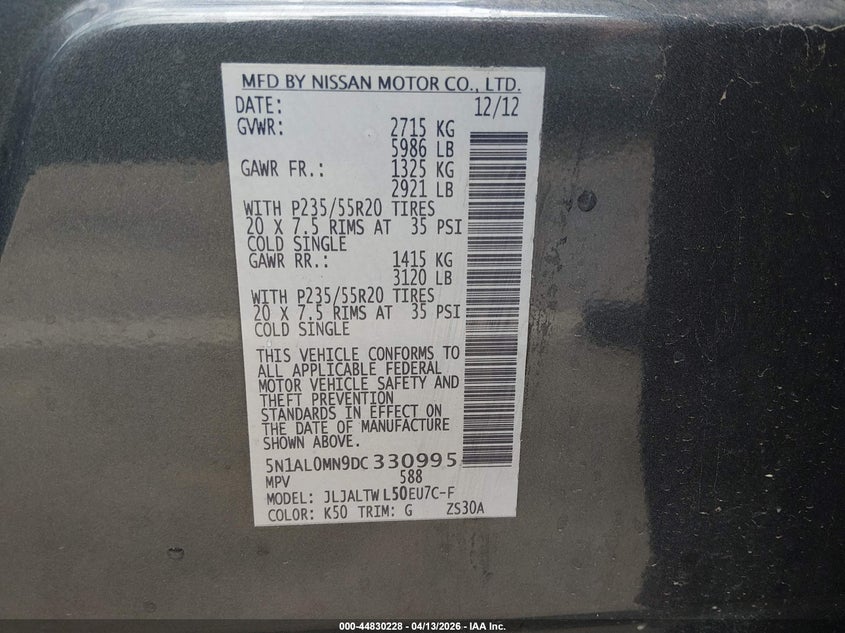 MFD BY NISSAN MOTOR CO., LTD.
DATE: 12/12
GVWR: 2715 KG
5986 LB
GAWR FR.: 1325 KG
2921 LB
WITH P235/55R20 TIRES
20 X 7.5 RIMS AT 35 PSI
COLD SINGLE
GAWR RR.: 1415 KG
3120 LB
WITH P235/55R20 TIRES
20 X 7.5 RIMS AT 35 PSI
COLD SINGLE
THIS VEHICLE CONFORMS TO
ALL APPLICABLE FEDERAL
MOTOR VEHICLE SAFETY AND
THEFT PREVENTION
STANDARDS IN EFFECT ON
THE DATE OF MANUFACTURE
SHOWN ABOVE.
5N1AL0MN9DC330995
MPV 588
MODEL: JLJALTWL50EU7C-F
COLOR: K50 TRIM: G ZS30A
000-44830228 - 04/13/2026 - IAA Inc.